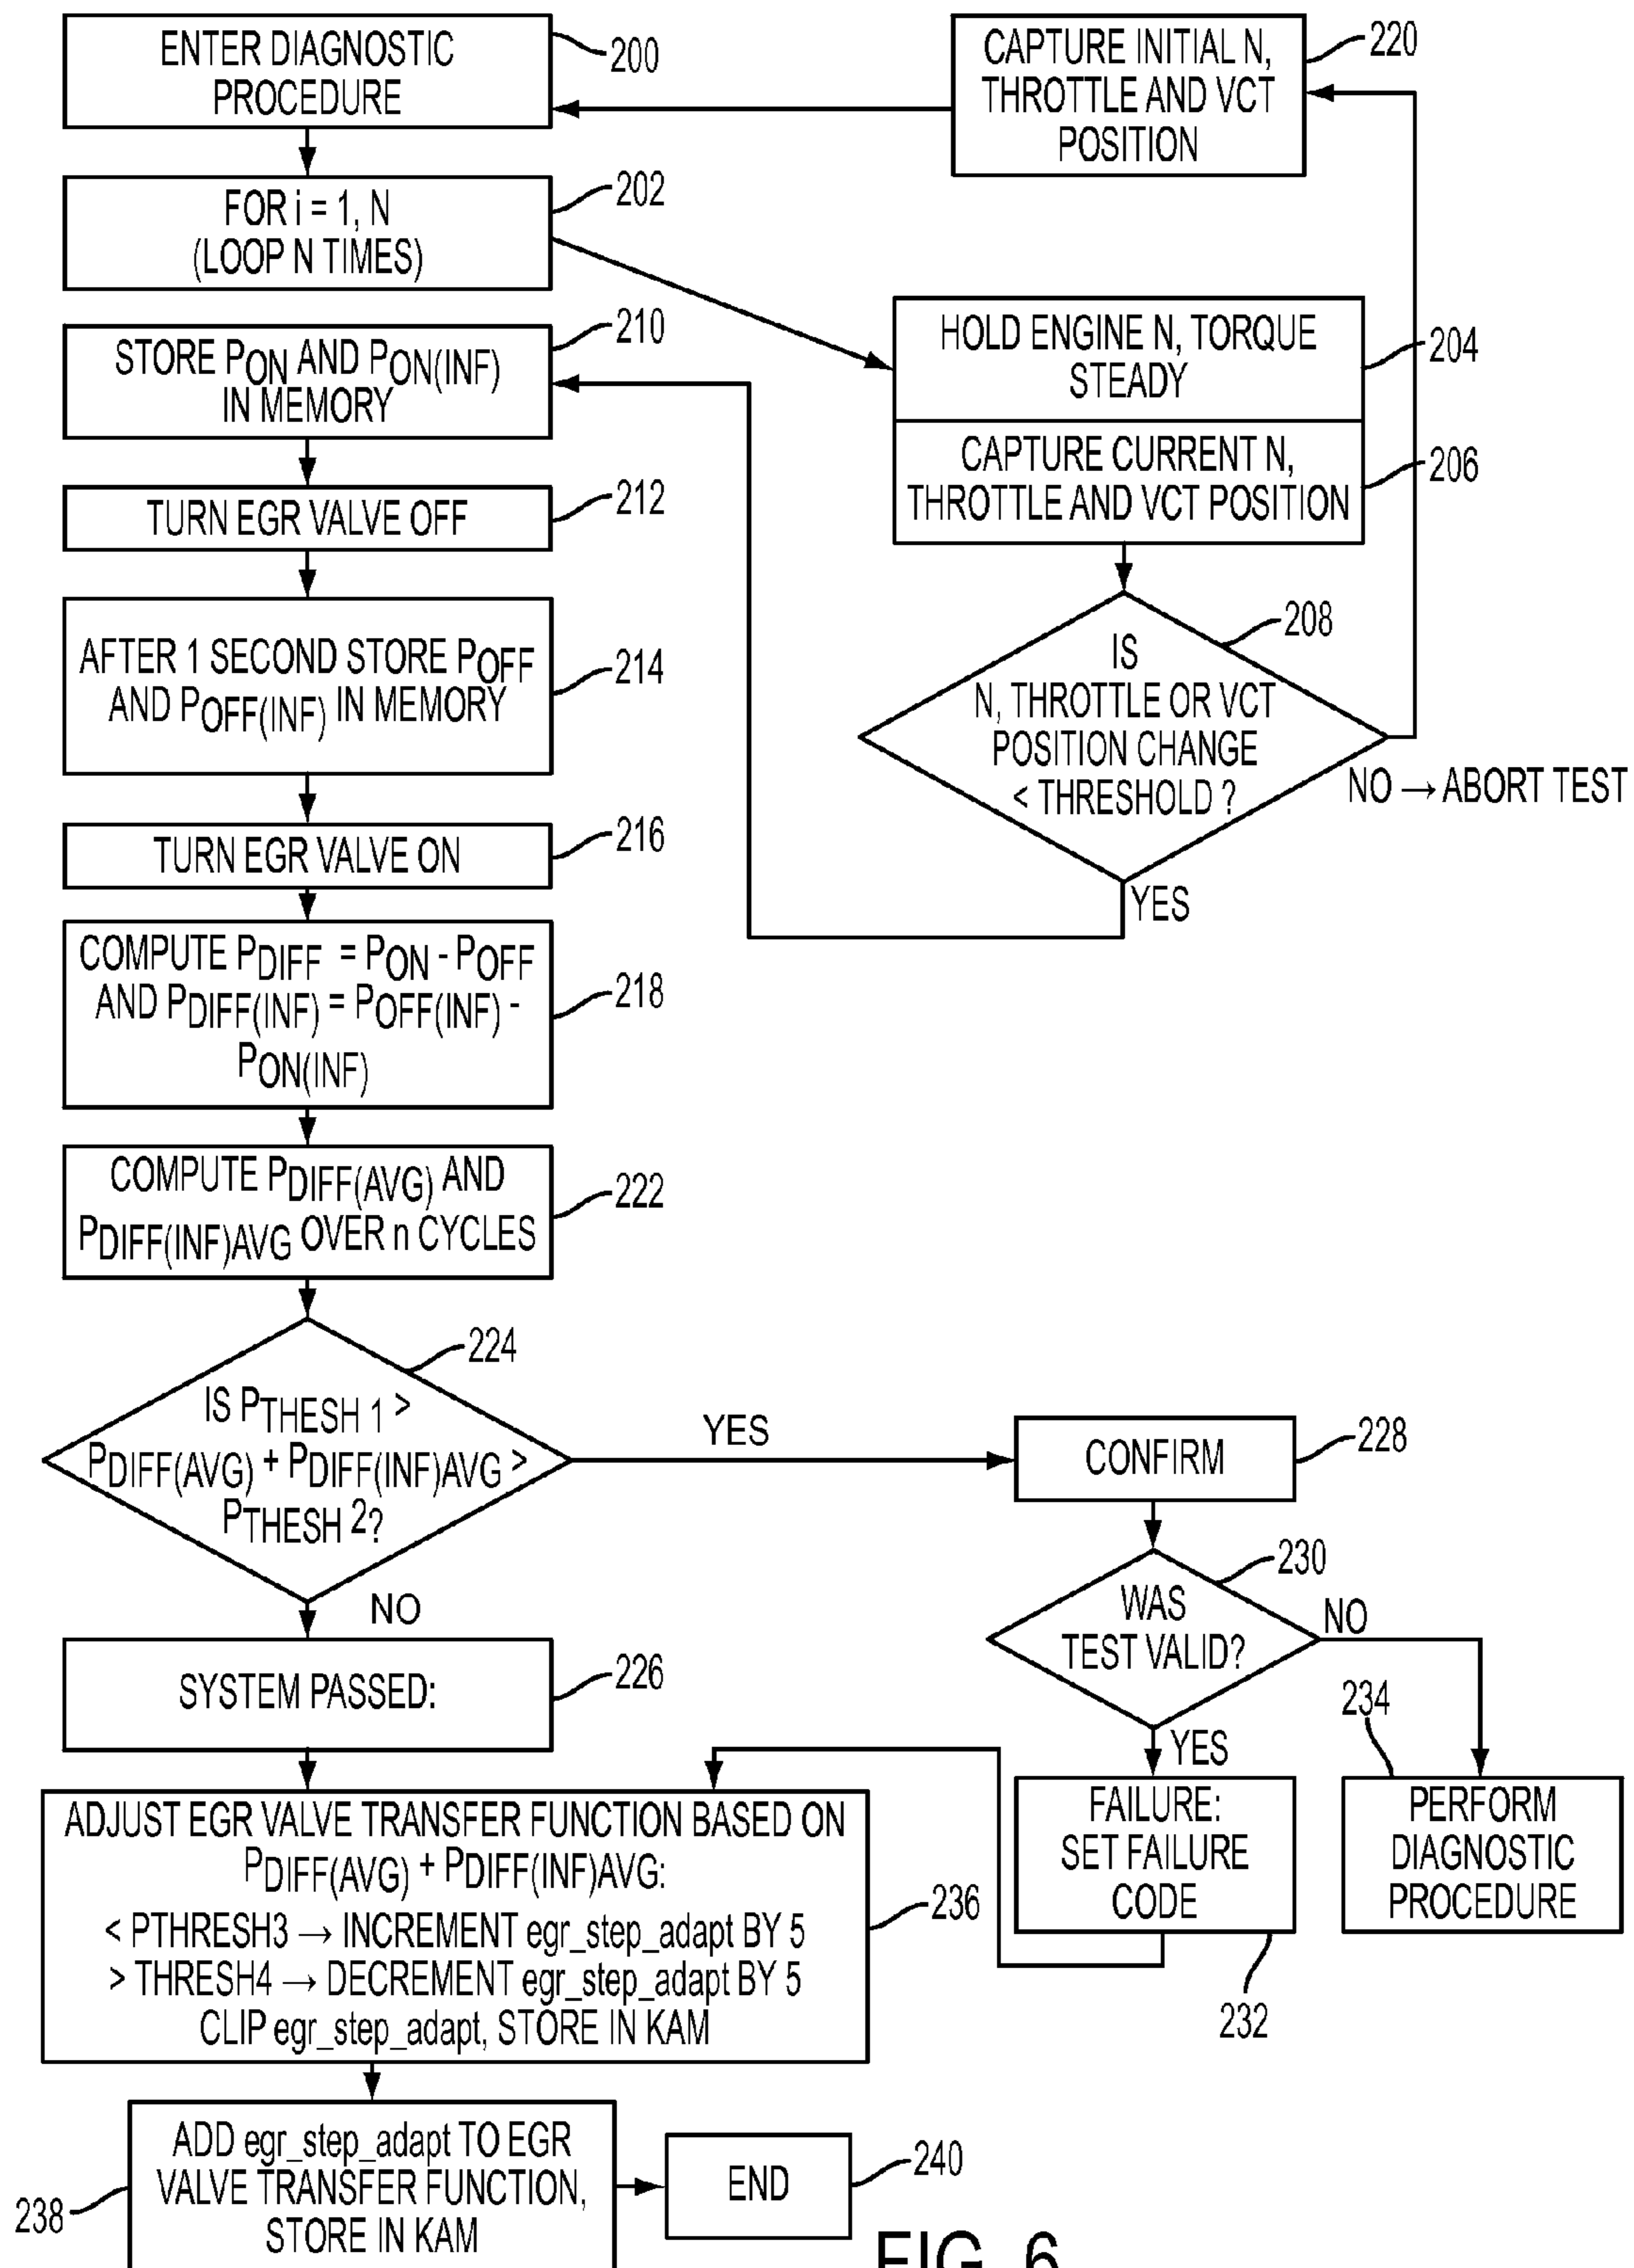 ENTER DIAGNOSTIC
PROCEDURE
200
CAPTURE INITIAL N,
THROTTLE AND VCT
POSITION
220
FOR i = 1, N
(LOOP N TIMES)
202
HOLD ENGINE N, TORQUE
STEADY
204
CAPTURE CURRENT N,
THROTTLE AND VCT POSITION
206
IS
N, THROTTLE OR VCT
POSITION CHANGE
< THRESHOLD ?
208
NO → ABORT TEST
YES
STORE PON AND PON(INF)
IN MEMORY
210
TURN EGR VALVE OFF
212
AFTER 1 SECOND STORE POFF
AND POFF(INF) IN MEMORY
214
TURN EGR VALVE ON
216
COMPUTE PDIFF = PON - POFF
AND PDIFF(INF) = POFF(INF) -
PON(INF)
218
COMPUTE PDIFF(AVG) AND
PDIFF(INF)AVG OVER n CYCLES
222
IS PTHESH 1 >
PDIFF(AVG) + PDIFF(INF)AVG >
PTHESH 2?
224
YES
NO
CONFIRM
228
WAS
TEST VALID?
230
NO
YES
SYSTEM PASSED:
226
FAILURE:
SET FAILURE
CODE
232
234
PERFORM
DIAGNOSTIC
PROCEDURE
ADJUST EGR VALVE TRANSFER FUNCTION BASED ON
PDIFF(AVG) + PDIFF(INF)AVG:
< PTHRESH3 → INCREMENT egr_step_adapt BY 5
> THRESH4 → DECREMENT egr_step_adapt BY 5
CLIP egr_step_adapt, STORE IN KAM
236
ADD egr_step_adapt TO EGR
VALVE TRANSFER FUNCTION,
STORE IN KAM
238
END
240
FIG. 6